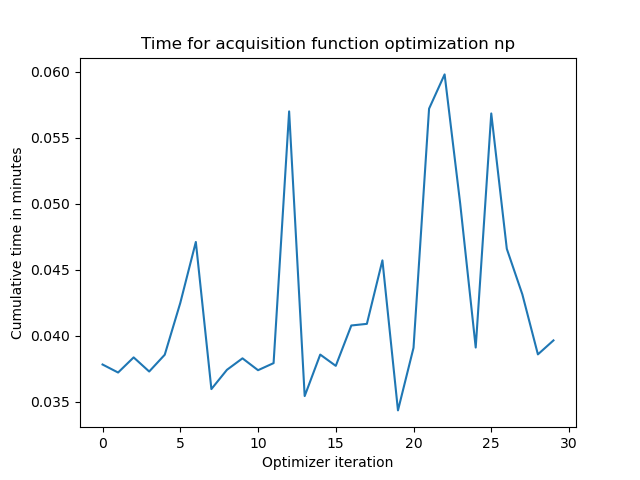 Time for acquisition function optimization np
Cumulative time in minutes
0.060
0.055
0.050
0.045
0.040
0.035
0 5 10 15 20 25 30
Optimizer iteration